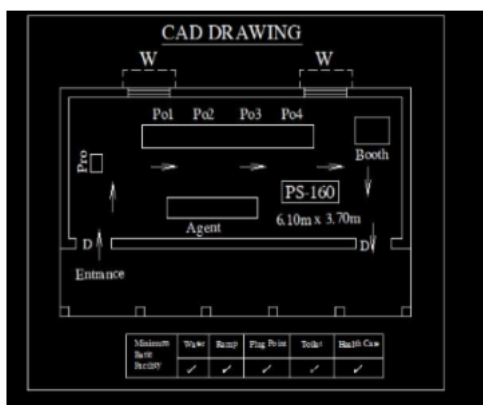 CAD DRAWING
W W
Po1 Po2 Po3 Po4
Pro
Booth
PS-160
6.10m x 3.70m
Agent
D D
Entrance
Minimum Basic Facility Water Ramp Plug Point Toilet Health Care
✓ ✓ ✓ ✓ ✓